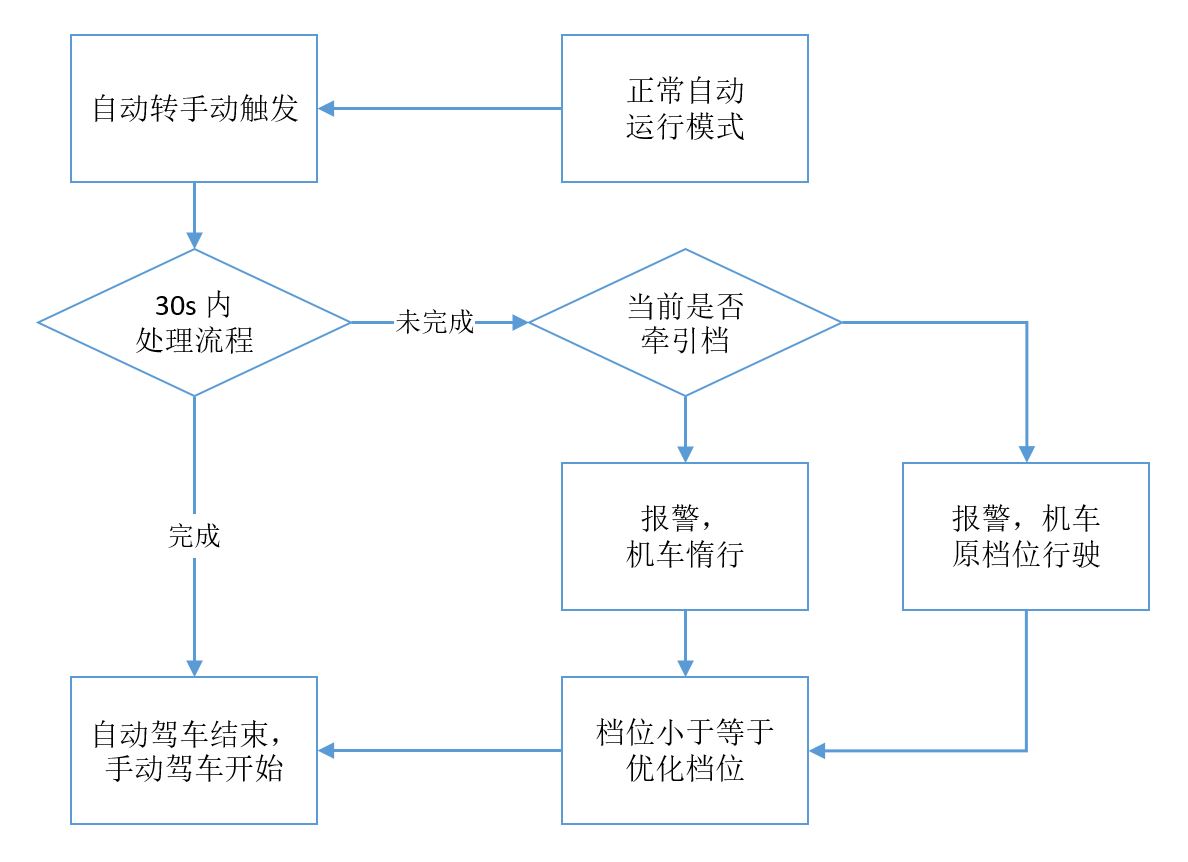 自动转手动触发
正常自动
运行模式
30s 内
处理流程
未完成
当前是否
牵引档
完成
报警，
机车惰行
报警，机车
原档位行驶
自动驾车结束，
手动驾车开始
档位小于等于
优化档位